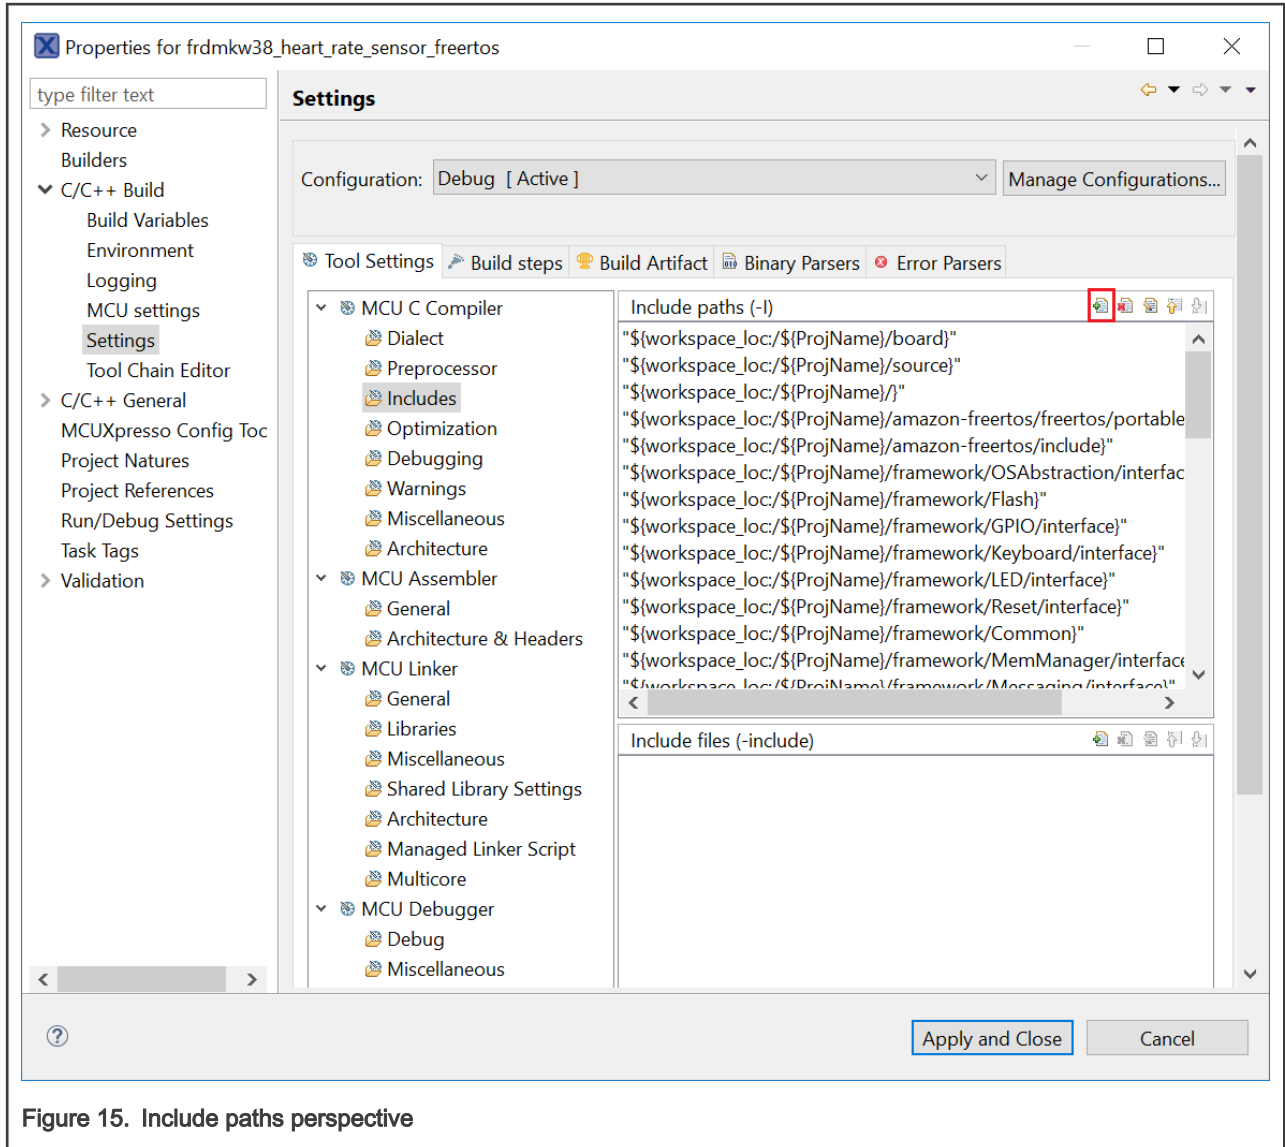 Properties for frdmkw38_heart_rate_sensor_freertos
type filter text
Resource
Builders
C/C++ Build
Build Variables
Environment
Logging
MCU settings
Settings
Tool Chain Editor
C/C++ General
MCUXpresso Config Toc
Project Natures
Project References
Run/Debug Settings
Task Tags
Validation
Settings
Configuration: Debug [ Active ]
Manage Configurations...
Tool Settings Build steps Build Artifact Binary Parsers Error Parsers
MCU C Compiler
Dialect
Preprocessor
Includes
Optimization
Debugging
Warnings
Miscellaneous
Architecture
MCU Assembler
General
Architecture & Headers
MCU Linker
General
Libraries
Miscellaneous
Shared Library Settings
Architecture
Managed Linker Script
Multicore
MCU Debugger
Debug
Miscellaneous
Include paths (-I)
"${workspace_loc:/${ProjName}/board}"
"${workspace_loc:/${ProjName}/source}"
"${workspace_loc:/${ProjName}/}"
"${workspace_loc:/${ProjName}/amazon-freertos/freertos/portable
"${workspace_loc:/${ProjName}/amazon-freertos/include}"
"${workspace_loc:/${ProjName}/framework/OSAbstraction/interfac
"${workspace_loc:/${ProjName}/framework/Flash}"
"${workspace_loc:/${ProjName}/framework/GPIO/interface}"
"${workspace_loc:/${ProjName}/framework/Keyboard/interface}"
"${workspace_loc:/${ProjName}/framework/LED/interface}"
"${workspace_loc:/${ProjName}/framework/Reset/interface}"
"${workspace_loc:/${ProjName}/framework/Common}"
"${workspace_loc:/${ProjName}/framework/MemManager/interface
"${workspace_loc:/${ProjName}/framework/Messaging/interface}"
Include files (-include)
Apply and Close
Cancel
Figure 15. Include paths perspective